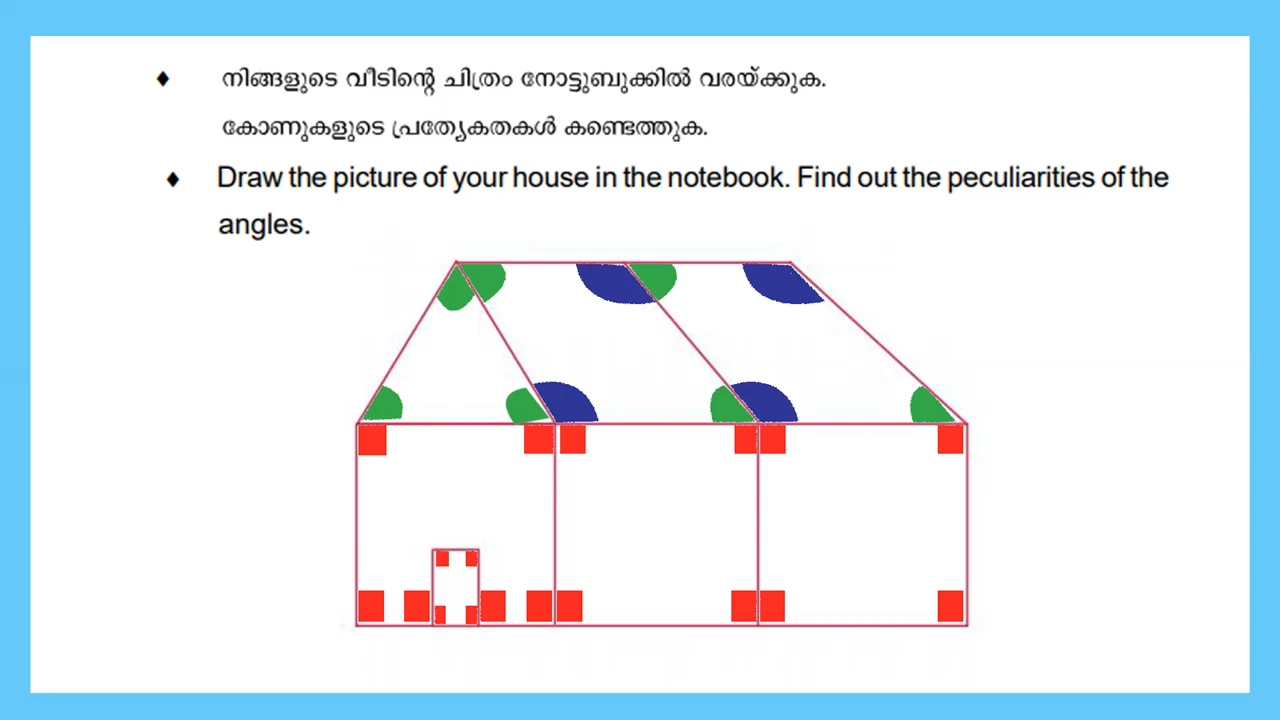 ♦ നിങ്ങളുടെ വീടിന്റെ ചിത്രം നോട്ടുബുക്കിൽ വരയ്ക്കുക.
കോണുകളുടെ പ്രത്യേകതകൾ കണ്ടെത്തുക.
♦ Draw the picture of your house in the notebook. Find out the peculiarities of the
angles.